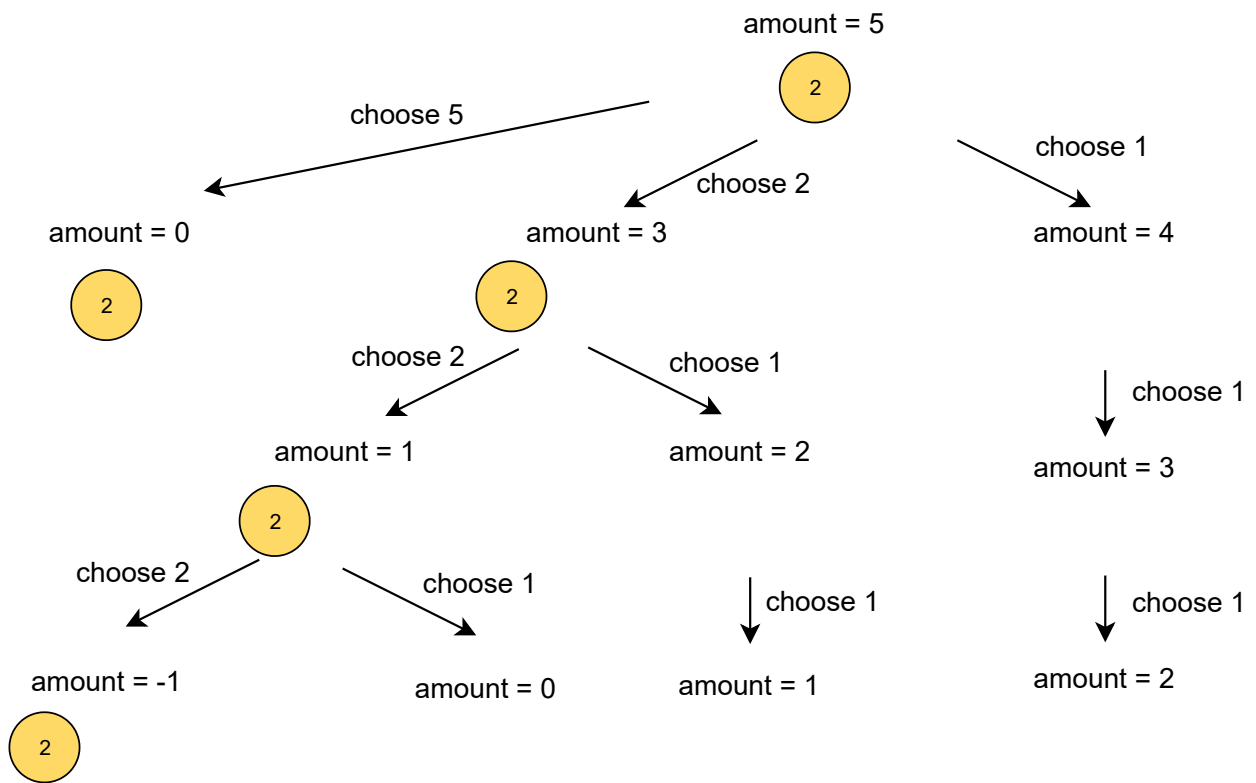 amount = 5
2
choose 5
choose 2
choose 1
amount = 0
amount = 3
amount = 4
2
2
choose 2
choose 1
choose 1
amount = 1
amount = 2
amount = 3
2
choose 2
choose 1
choose 1
choose 1
amount = -1
amount = 0
amount = 1
amount = 2
2